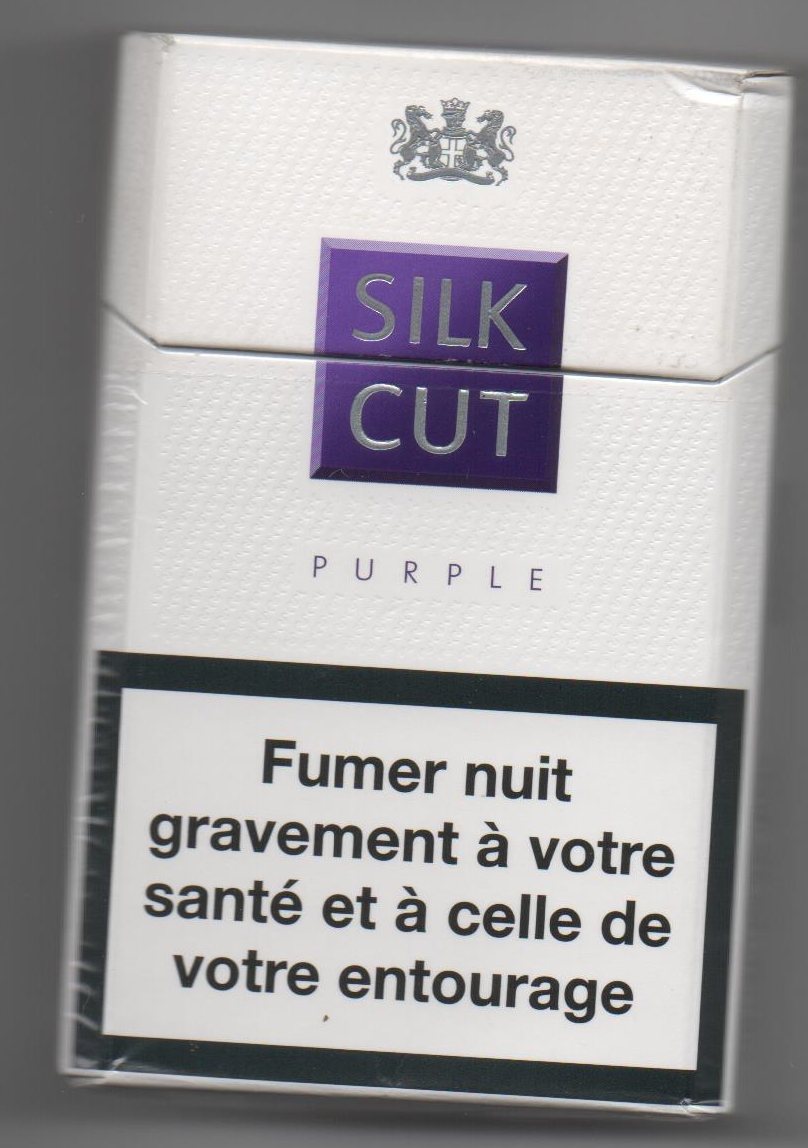 SILK
CUT
PURPLE
Fumer nuit
gravement à votre
santé et à celle de
votre entourage